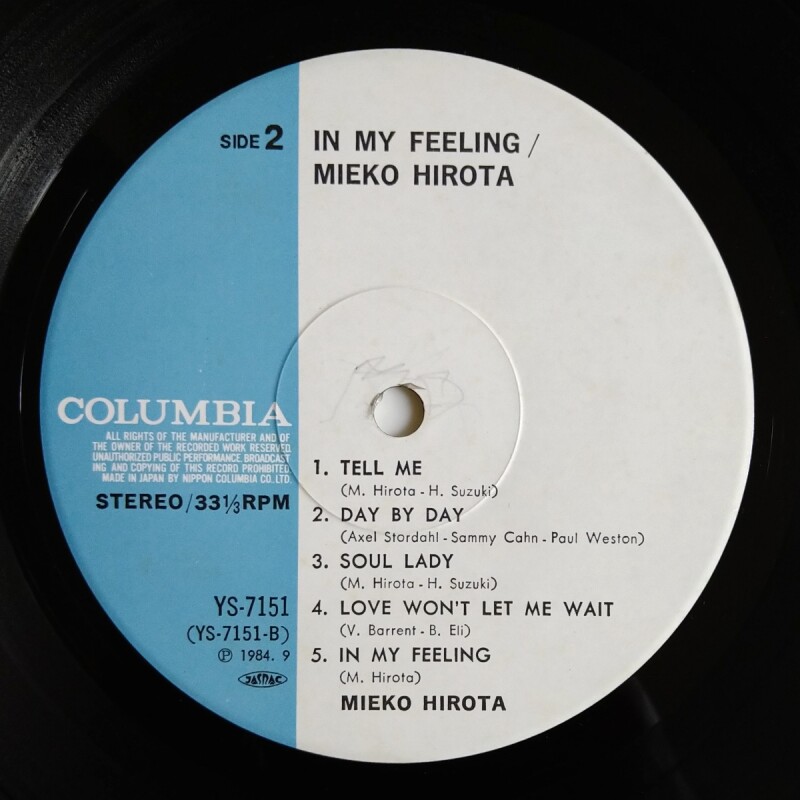 SIDE 2
IN MY FEELING /
MIEKO HIROTA
COLUMBIA
ALL RIGHTS OF THE MANUFACTURER AND OF
THE OWNER OF THE RECORDED WORK RESERVED
UNAUTHORIZED PUBLIC PERFORMANCE BROADCAST
ING AND COPYING OF THIS RECORD PROHIBITED
MADE IN JAPAN BY NIPPON COLUMBIA CO. LTD.
STEREO/33⅓RPM
YS-7151
(YS-7151-B)
Ⓟ 1984. 9
JASRAC
1. TELL ME
(M. Hirota - H. Suzuki)
2. DAY BY DAY
(Axel Stordahl - Sammy Cahn - Paul Weston)
3. SOUL LADY
(M. Hirota - H. Suzuki)
4. LOVE WON'T LET ME WAIT
(V. Barrent - B. Eli)
5. IN MY FEELING
(M. Hirota)
MIEKO HIROTA